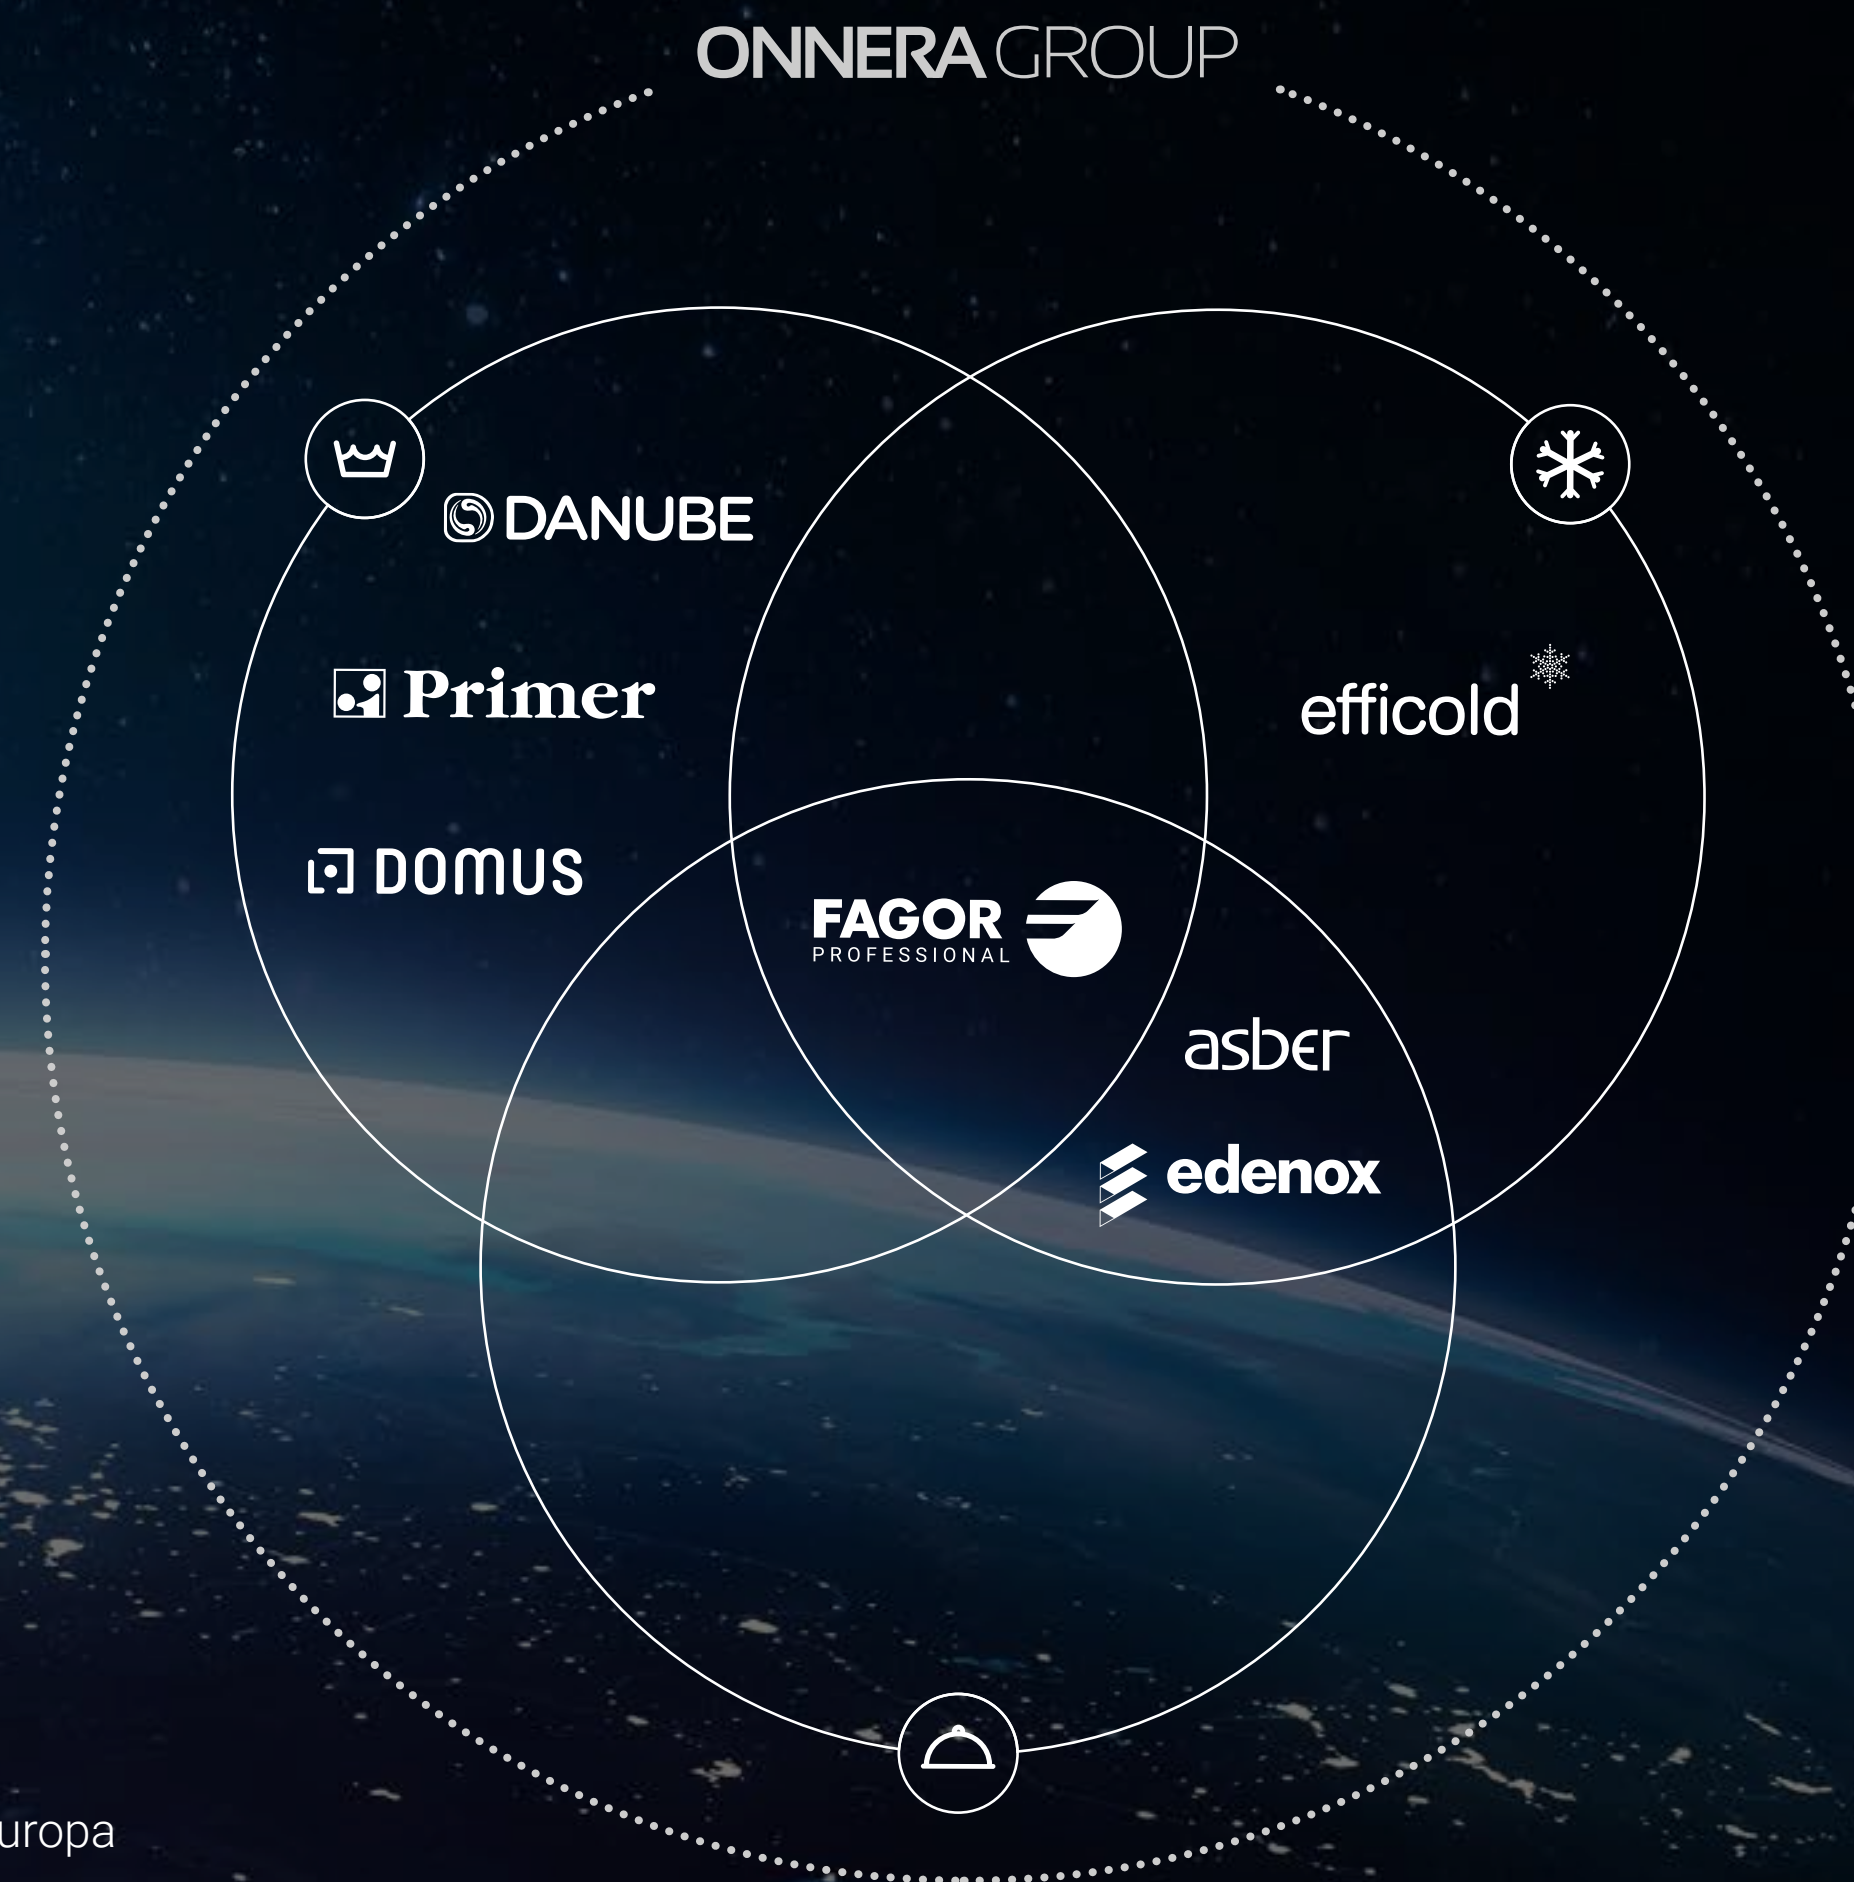 ONNERA GROUP
DANUBE
Primer
efficold
DOMUS
FAGOR
PROFESSIONAL
asber
edenox
uropa